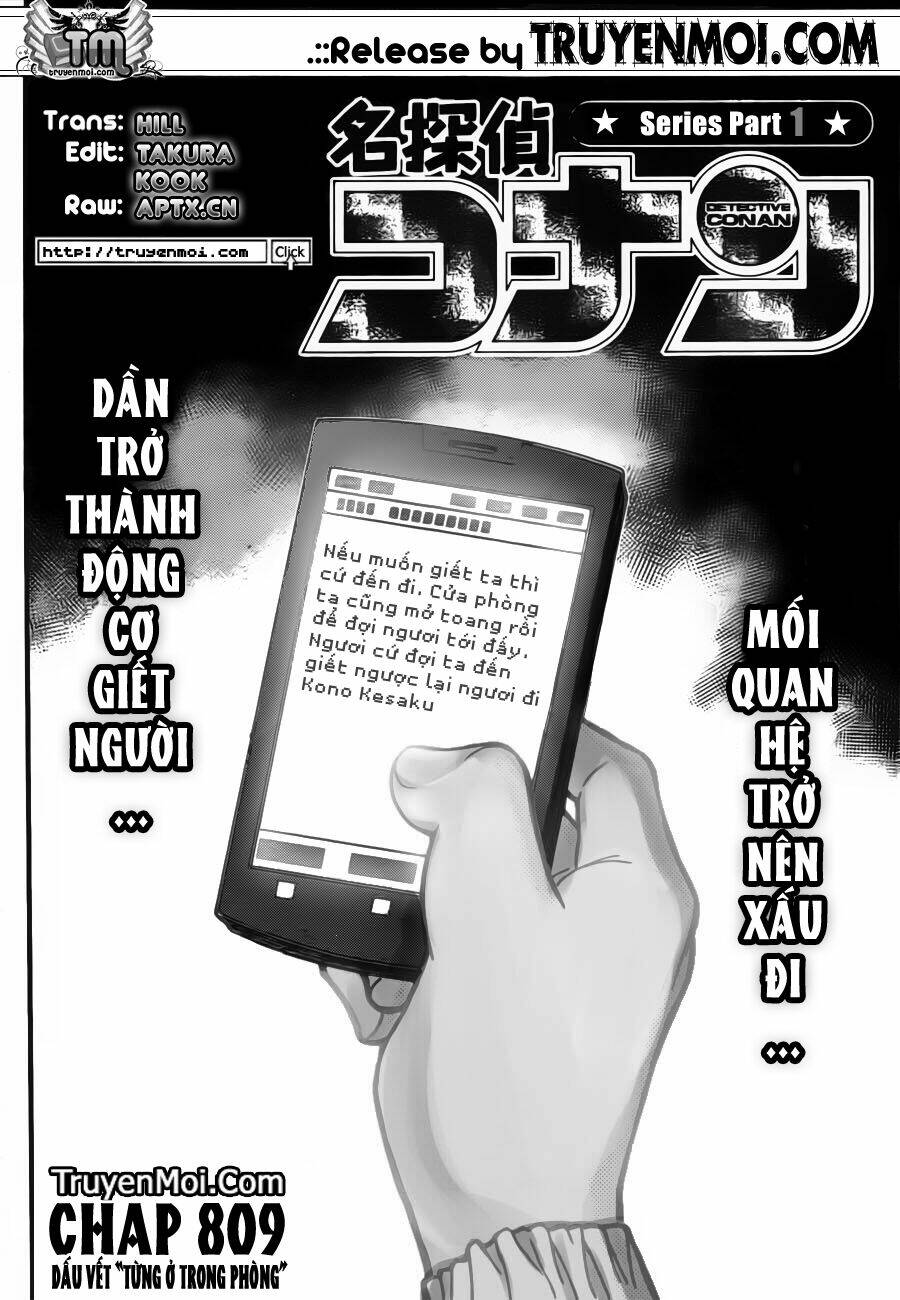 TM
truyenmoi.com
.::Release by TRUYENMOI.COM
Trans: HILL
Edit: TAKURA
KOOK
Raw: APTX.CN
http://truyenmoi.com Click
★ Series Part 1 ★
名探偵
コナン
DETECTIVE
CONAN
MỐI
QUAN
HỆ
TRỞ
NÊN
XẤU
ĐI
...
DẦN
TRỞ
THÀNH
ĐỘNG
CƠ
GIẾT
NGƯỜI
...
Nếu muốn giết ta thì
cứ đến đi. Cửa phòng
ta cũng mở toang rồi
để đợi ngươi tới đấy.
Ngươi cứ đợi ta đến
giết ngược lại ngươi đi
Kono Kesaku
TruyenMoi.Com
CHAP 809
DẤU VẾT "TỪNG Ở TRONG PHÒNG"